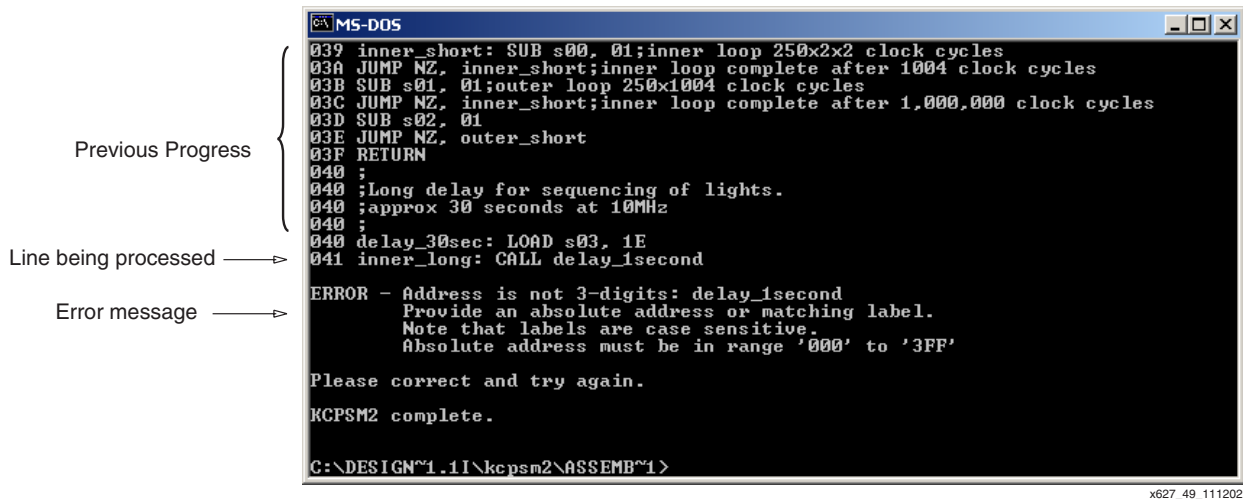 MS-DOS
039 inner_short: SUB s00, 01;inner loop 250x2x2 clock cycles
03A JUMP NZ, inner_short;inner loop complete after 1004 clock cycles
03B SUB s01, 01;outer loop 250x1004 clock cycles
03C JUMP NZ, inner_short;inner loop complete after 1,000,000 clock cycles
03D SUB s02, 01
03E JUMP NZ, outer_short
03F RETURN
040 ;
040 ;Long delay for sequencing of lights.
040 ;approx 30 seconds at 10MHz
040 ;
040 delay_30sec: LOAD s03, 1E
041 inner_long: CALL delay_1second
ERROR - Address is not 3-digits: delay_1second
Provide an absolute address or matching label.
Note that labels are case sensitive.
Absolute address must be in range '000' to '3FF'
Please correct and try again.
KCPSM2 complete.
C:\DESIGN~1.1I\kcpsm2\ASSEMB~1>
Previous Progress
Line being processed
Error message
x627_49_111202